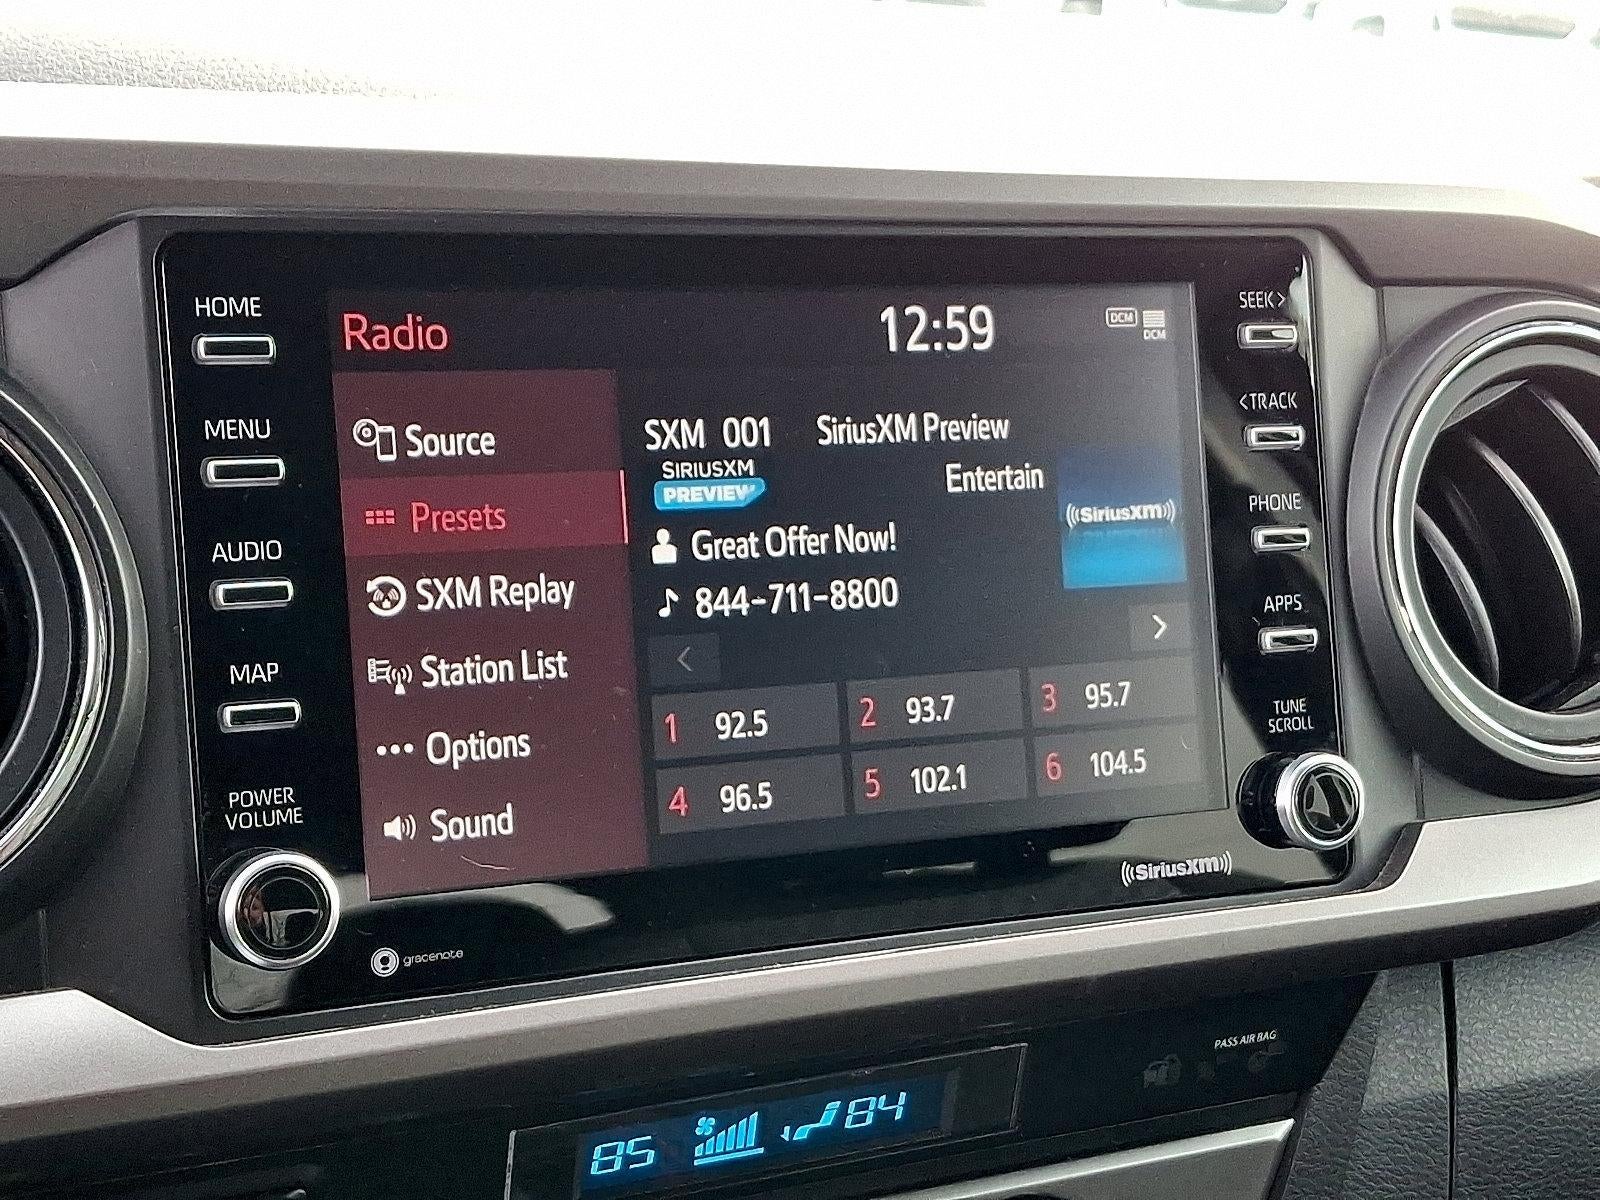 HOME
MENU
AUDIO
MAP
POWER
VOLUME
Radio
12:59
DCM
DCM
Source
Presets
SXM Replay
Station List
Options
Sound
SXM 001 SiriusXM Preview
SIRIUSXM
PREVIEW
Entertain
((SiriusXM))
Great Offer Now!
844-711-8800
<
>
1 92.5
2 93.7
3 95.7
4 96.5
5 102.1
6 104.5
SEEK>
<TRACK
PHONE
APPS
TUNE
SCROLL
((SiriusXM))
gracenote
PASS AIR BAG
85
84